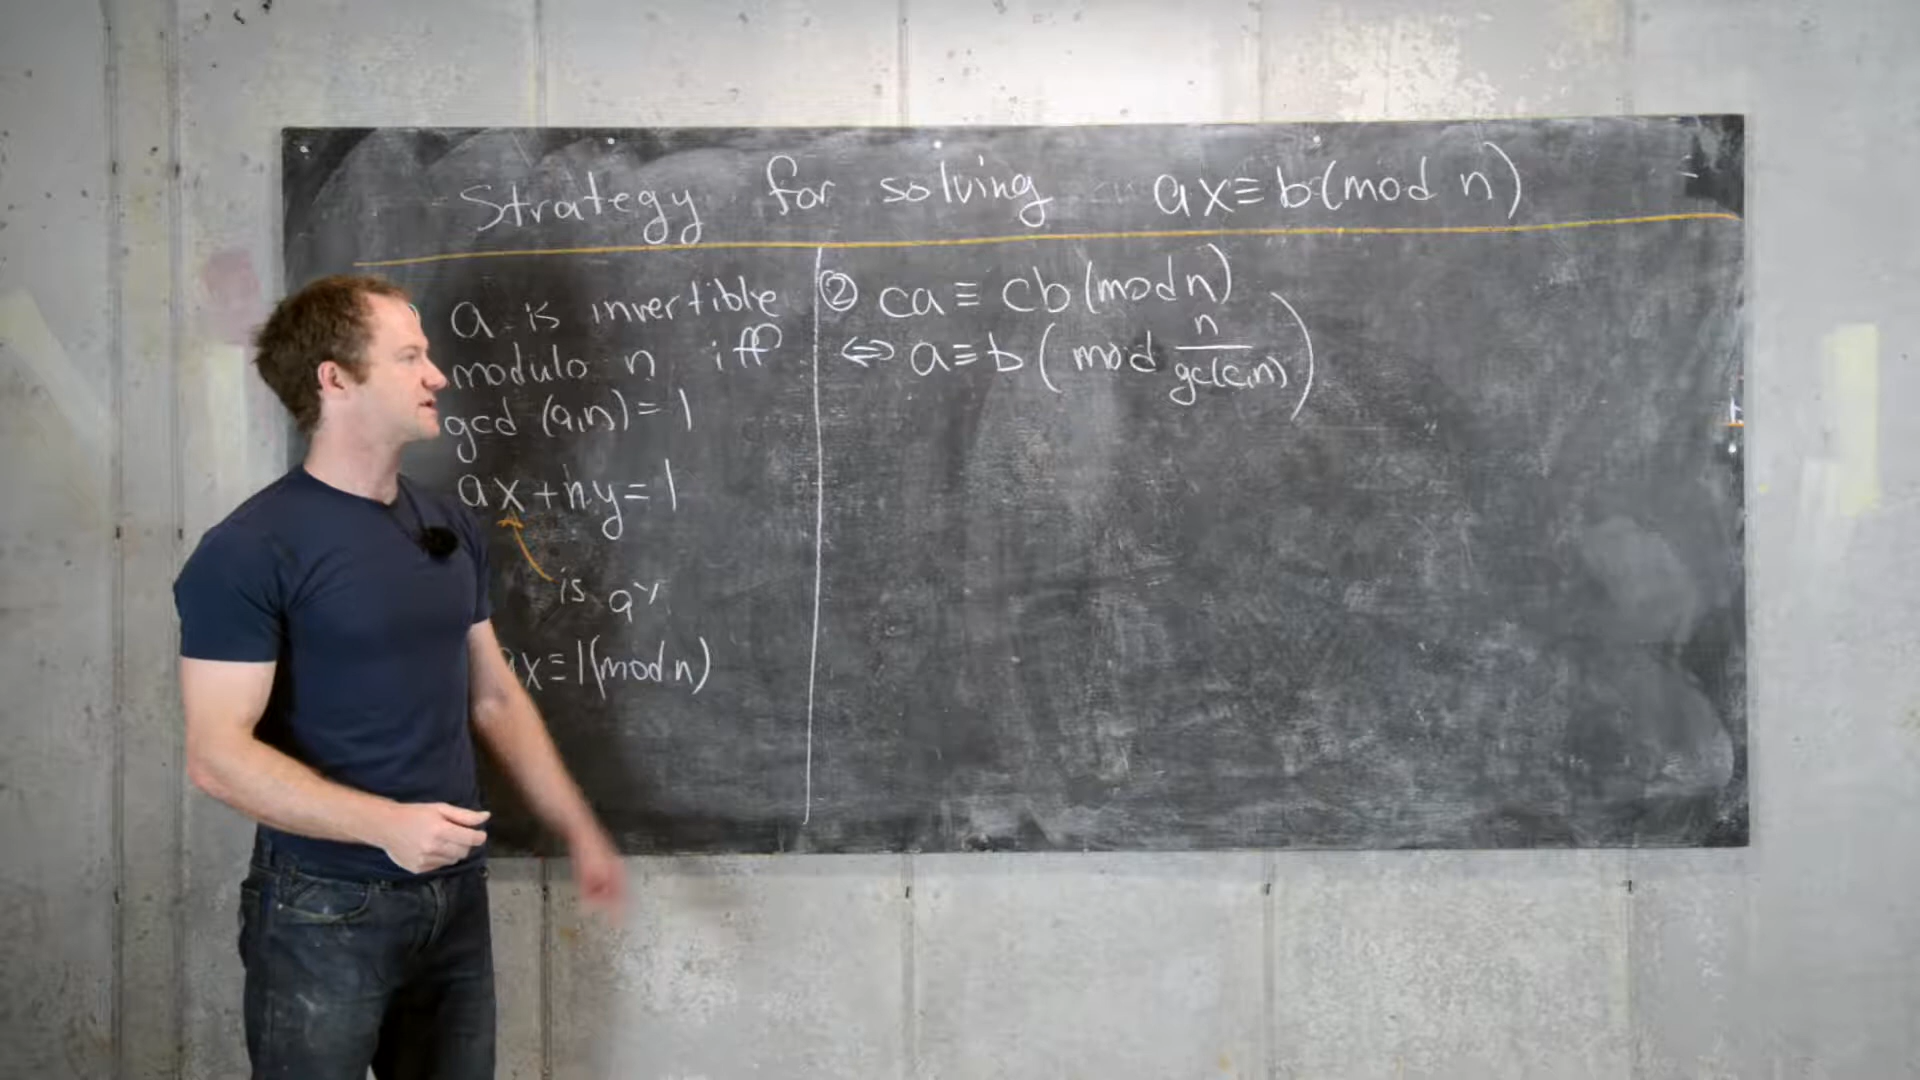 Strategy for solving ax≡b(mod n)
a is invertible
modulo n iff
gcd (a,n)=1
ax+ny=1
is a⁻¹
x≡1(mod n)
② ca≡cb(mod n)
⇔ a≡b(mod n/gcd(c,n))